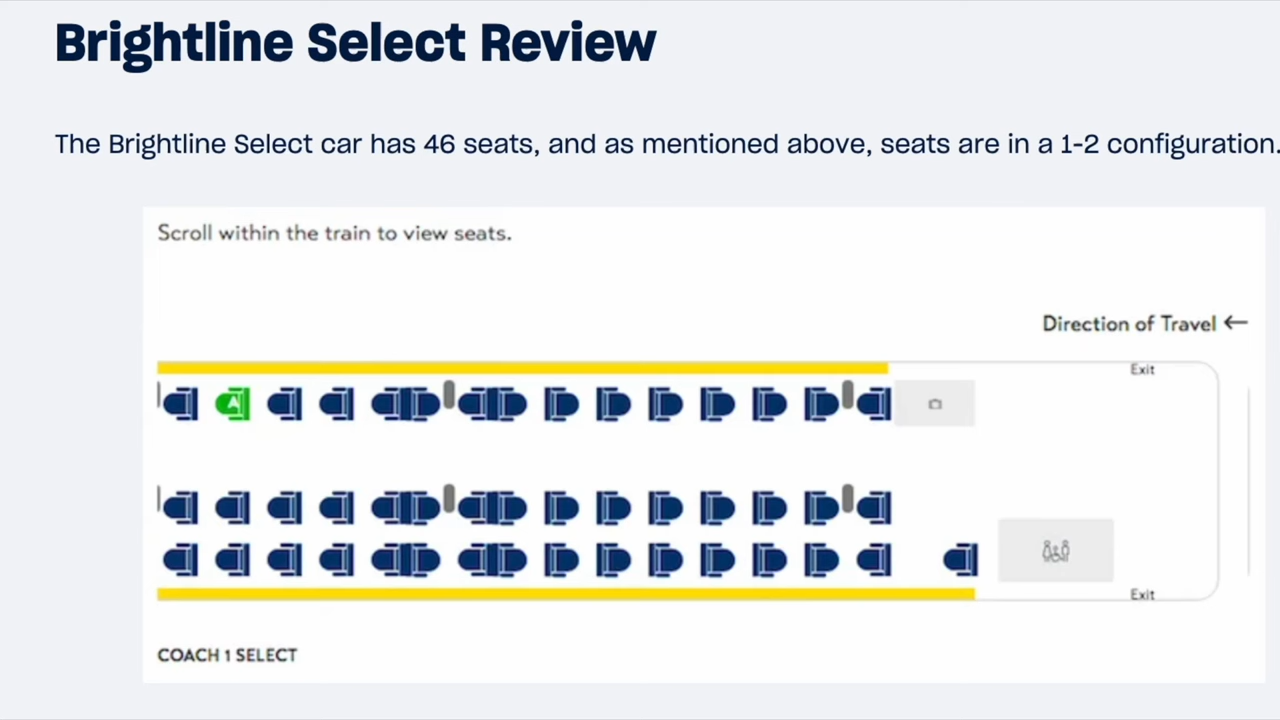 Brightline Select Review
The Brightline Select car has 46 seats, and as mentioned above, seats are in a 1-2 configuration.
Scroll within the train to view seats.
Direction of Travel ←
Exit
Exit
COACH 1 SELECT